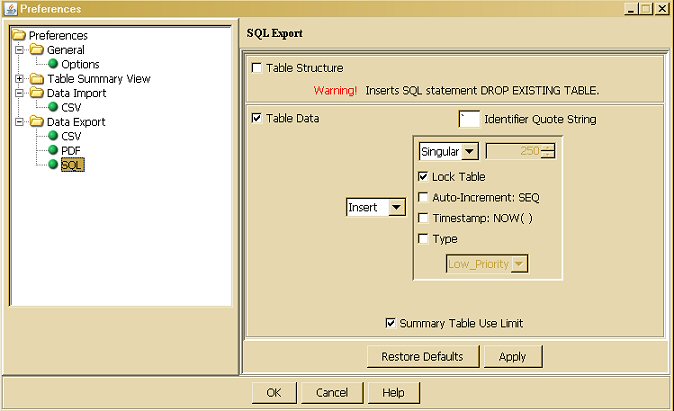 Preferences
Preferences
General
Options
Table Summary View
Data Import
CSV
Data Export
CSV
PDF
SQL
SQL Export
Table Structure
Warning! Inserts SQL statement DROP EXISTING TABLE.
Table Data
` Identifier Quote String
Singular 250
Lock Table
Auto-Increment: SEQ
Insert
Timestamp: NOW( )
Type
Low_Priority
Summary Table Use Limit
Restore Defaults Apply
OK Cancel Help